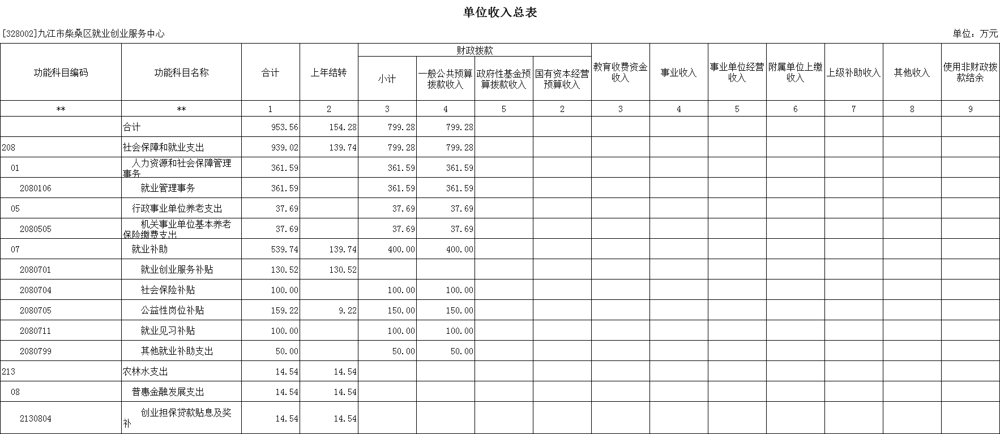 单位收入总表
[328002]九江市柴桑区就业创业服务中心 单位：万元
功能科目编码 功能科目名称 合计 上年结转 财政拨款 教育收费资金收入 事业收入 事业单位经营收入 附属单位上缴收入 上级补助收入 其他收入 使用非财政拨款结余
小计 一般公共预算拨款收入 政府性基金预算拨款收入 国有资本经营预算收入
** ** 1 2 3 4 5 2 3 4 5 6 7 8 9
合计 953.56 154.28 799.28 799.28
208 社会保障和就业支出 939.02 139.74 799.28 799.28
01 人力资源和社会保障管理事务 361.59 361.59 361.59
2080106 就业管理事务 361.59 361.59 361.59
05 行政事业单位养老支出 37.69 37.69 37.69
2080505 机关事业单位基本养老保险缴费支出 37.69 37.69 37.69
07 就业补助 539.74 139.74 400.00 400.00
2080701 就业创业服务补贴 130.52 130.52
2080704 社会保险补贴 100.00 100.00 100.00
2080705 公益性岗位补贴 159.22 9.22 150.00 150.00
2080711 就业见习补贴 100.00 100.00 100.00
2080799 其他就业补助支出 50.00 50.00 50.00
213 农林水支出 14.54 14.54
08 普惠金融发展支出 14.54 14.54
2130804 创业担保贷款贴息及奖补 14.54 14.54